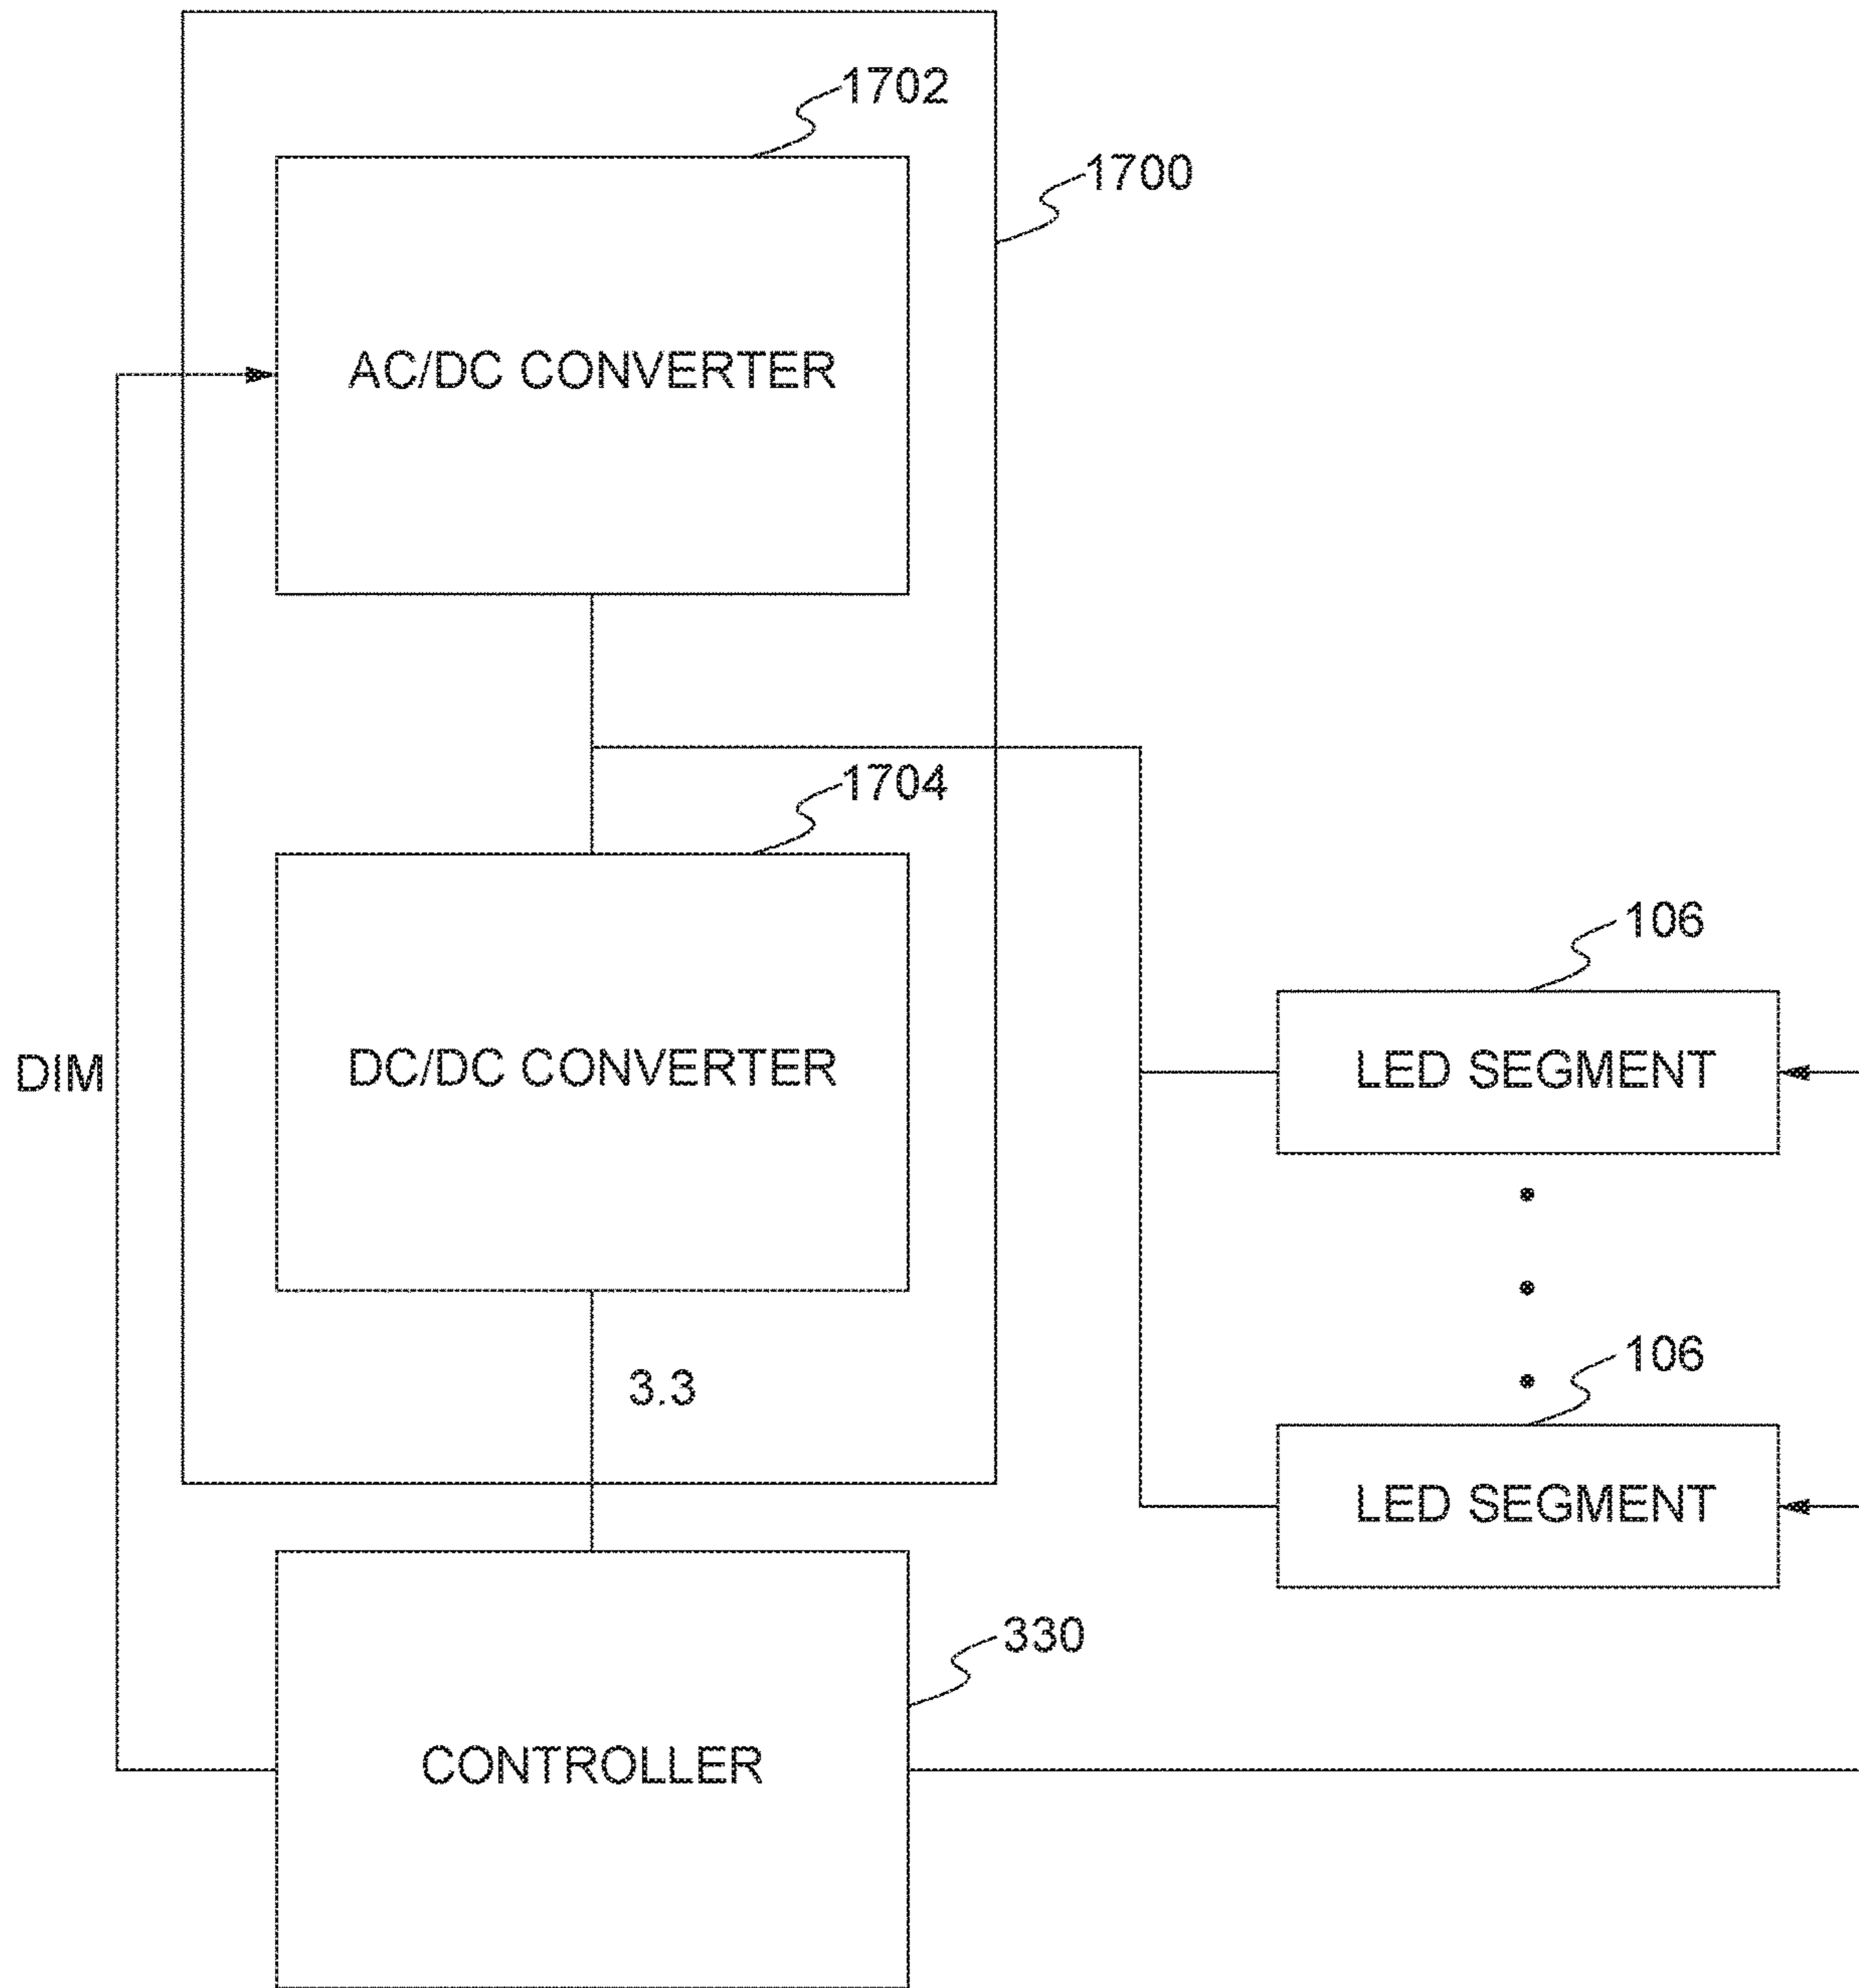 1702
1700
AC/DC CONVERTER
1704
106
DIM
DC/DC CONVERTER
LED SEGMENT
106
3.3
LED SEGMENT
330
CONTROLLER